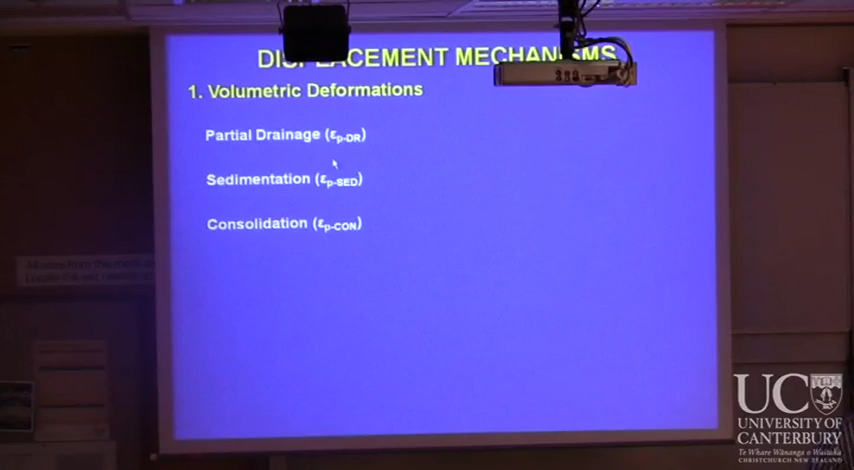 DISPLACEMENT MECHANISMS
1. Volumetric Deformations
Partial Drainage (εp-DR)
Sedimentation (εp-SED)
Consolidation (εp-CON)
UC
UNIVERSITY OF
CANTERBURY
Te Whare Wānanga o Waitaha
CHRISTCHURCH NEW ZEALAND